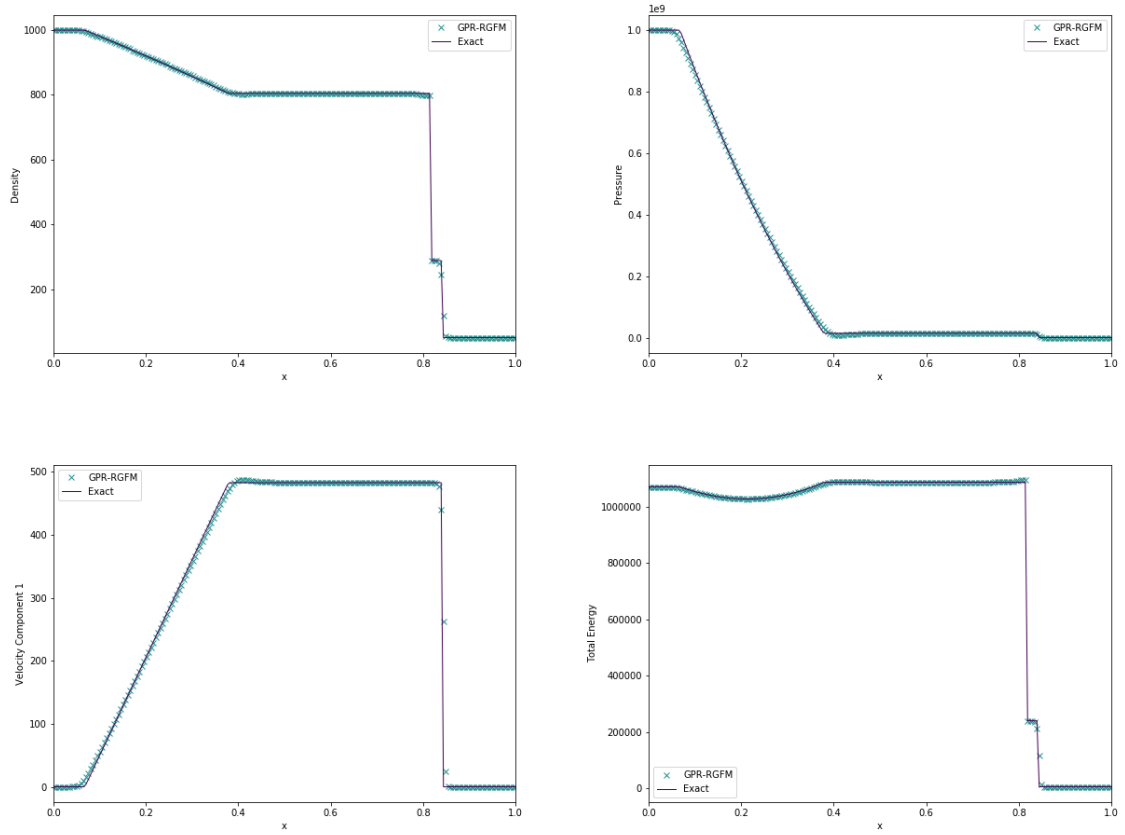 1000
800
600
400
200
Density
0.0 0.2 0.4 0.6 0.8 1.0
x
GPR-RGFM
Exact
1e9
1.0
0.8
0.6
0.4
0.2
0.0
Pressure
0.0 0.2 0.4 0.6 0.8 1.0
x
GPR-RGFM
Exact
500
400
300
200
100
0
Velocity Component 1
0.0 0.2 0.4 0.6 0.8 1.0
x
GPR-RGFM
Exact
1000000
800000
600000
400000
200000
0
Total Energy
0.0 0.2 0.4 0.6 0.8 1.0
x
GPR-RGFM
Exact